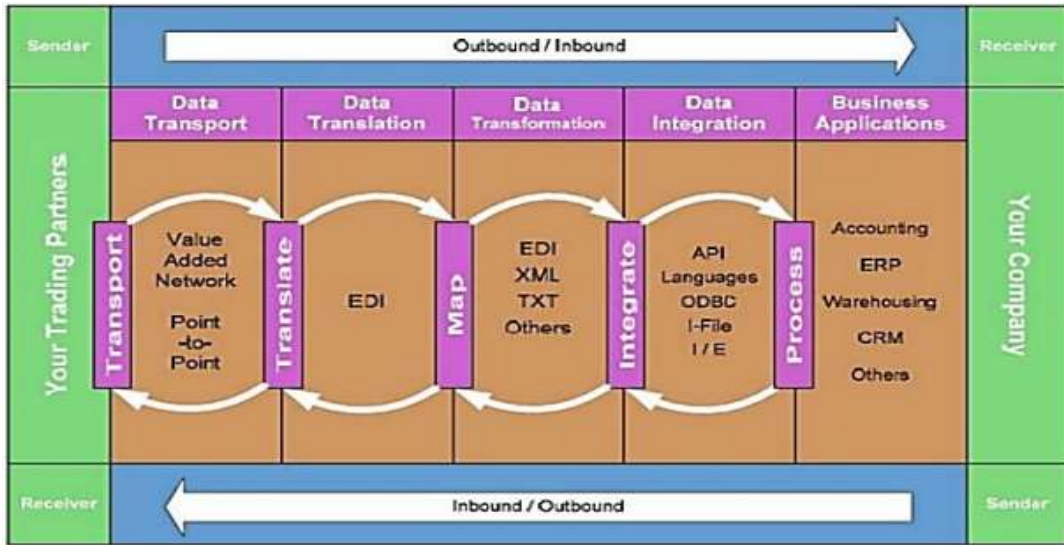 Sender
Outbound / Inbound
Receiver
Your Trading Partners
Data
Transport
Data
Translation
Data
Transformation
Data
Integration
Business
Applications
Your Company
Transport
Value
Added
Network
Point
-to-
Point
Translate
EDI
Map
EDI
XML
TXT
Others
Integrate
API
Languages
ODBC
I-File
I / E
Process
Accounting
ERP
Warehousing
CRM
Others
Receiver
Inbound / Outbound
Sender